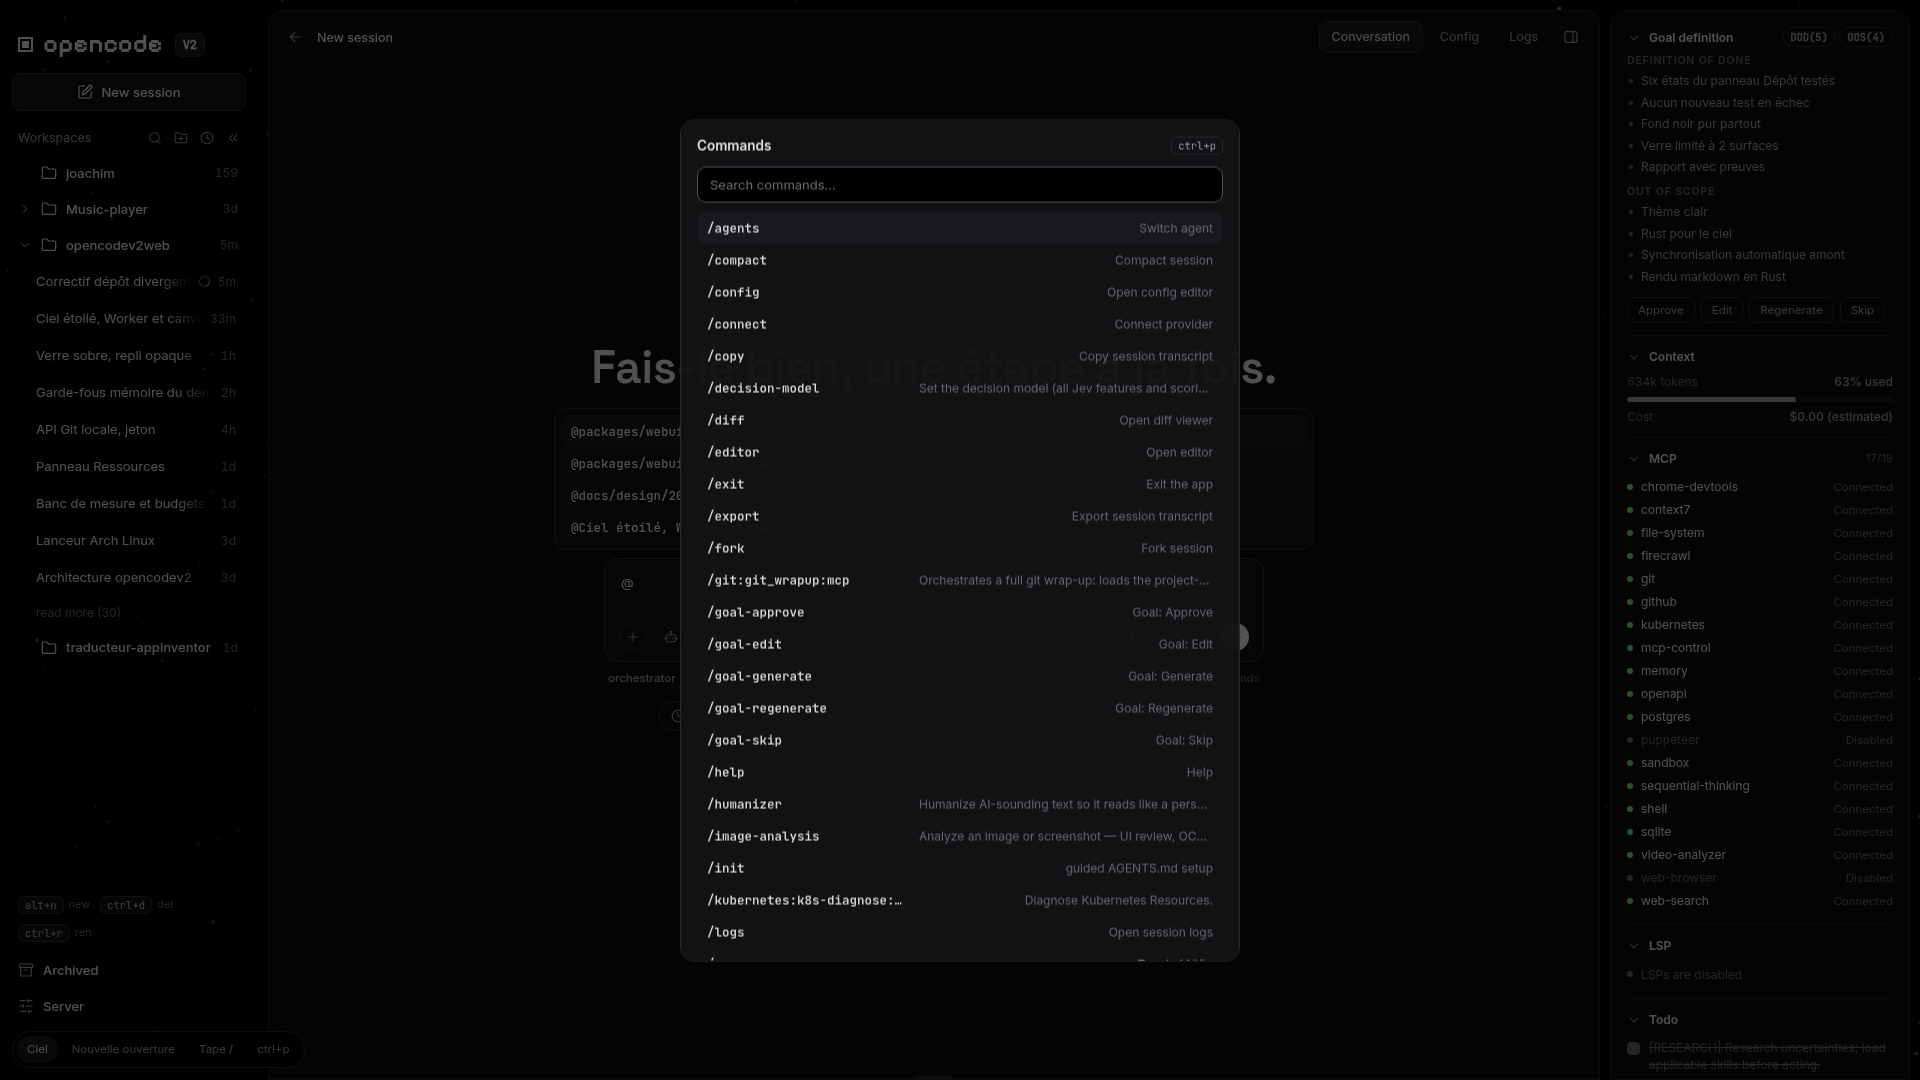 opencode V2
New session
Workspaces
joachim 159
Music-player 3d
opencodev2web 5m
Correctif dépôt divergen 5m
Ciel étoilé, Worker et canv 33m
Verre sobre, repli opaque 1h
Garde-fous mémoire du dém 2h
API Git locale, jeton 4h
Panneau Ressources 1d
Banc de mesure et budgets 1d
Lanceur Arch Linux 3d
Architecture opencodev2 3d
read more (30)
traducteur-appinventor 1d
alt+n new ctrl+d del
ctrl+r ren
Archived
Server
Ciel Nouvelle ouverture Tape / ctrl+p
New session
Conversation Config Logs
Fais-le bien, une étape à la fois.
@packages/webui
@packages/webui
@docs/design/20
@Ciel étoilé, W
@
orchestrator
nds
Commands ctrl+p
Search commands...
/agents Switch agent
/compact Compact session
/config Open config editor
/connect Connect provider
/copy Copy session transcript
/decision-model Set the decision model (all Jev features and scori...
/diff Open diff viewer
/editor Open editor
/exit Exit the app
/export Export session transcript
/fork Fork session
/git:git_wrapup:mcp Orchestrates a full git wrap-up: loads the project-...
/goal-approve Goal: Approve
/goal-edit Goal: Edit
/goal-generate Goal: Generate
/goal-regenerate Goal: Regenerate
/goal-skip Goal: Skip
/help Help
/humanizer Humanize AI-sounding text so it reads like a pers...
/image-analysis Analyze an image or screenshot — UI review, OC...
/init guided AGENTS.md setup
/kubernetes:k8s-diagnose:… Diagnose Kubernetes Resources.
/logs Open session logs
Goal definition DOD(5) OOS(4)
DEFINITION OF DONE
Six états du panneau Dépôt testés
Aucun nouveau test en échec
Fond noir pur partout
Verre limité à 2 surfaces
Rapport avec preuves
OUT OF SCOPE
Thème clair
Rust pour le ciel
Synchronisation automatique amont
Rendu markdown en Rust
Approve Edit Regenerate Skip
Context
634k tokens 63% used
Cost $0.00 (estimated)
MCP 17/19
chrome-devtools Connected
context7 Connected
file-system Connected
firecrawl Connected
git Connected
github Connected
kubernetes Connected
mcp-control Connected
memory Connected
openapi Connected
postgres Connected
puppeteer Disabled
sandbox Connected
sequential-thinking Connected
shell Connected
sqlite Connected
video-analyzer Connected
web-browser Disabled
web-search Connected
LSP
LSPs are disabled
Todo
[RESEARCH] Research uncertainties; load
applicable skills before acting.